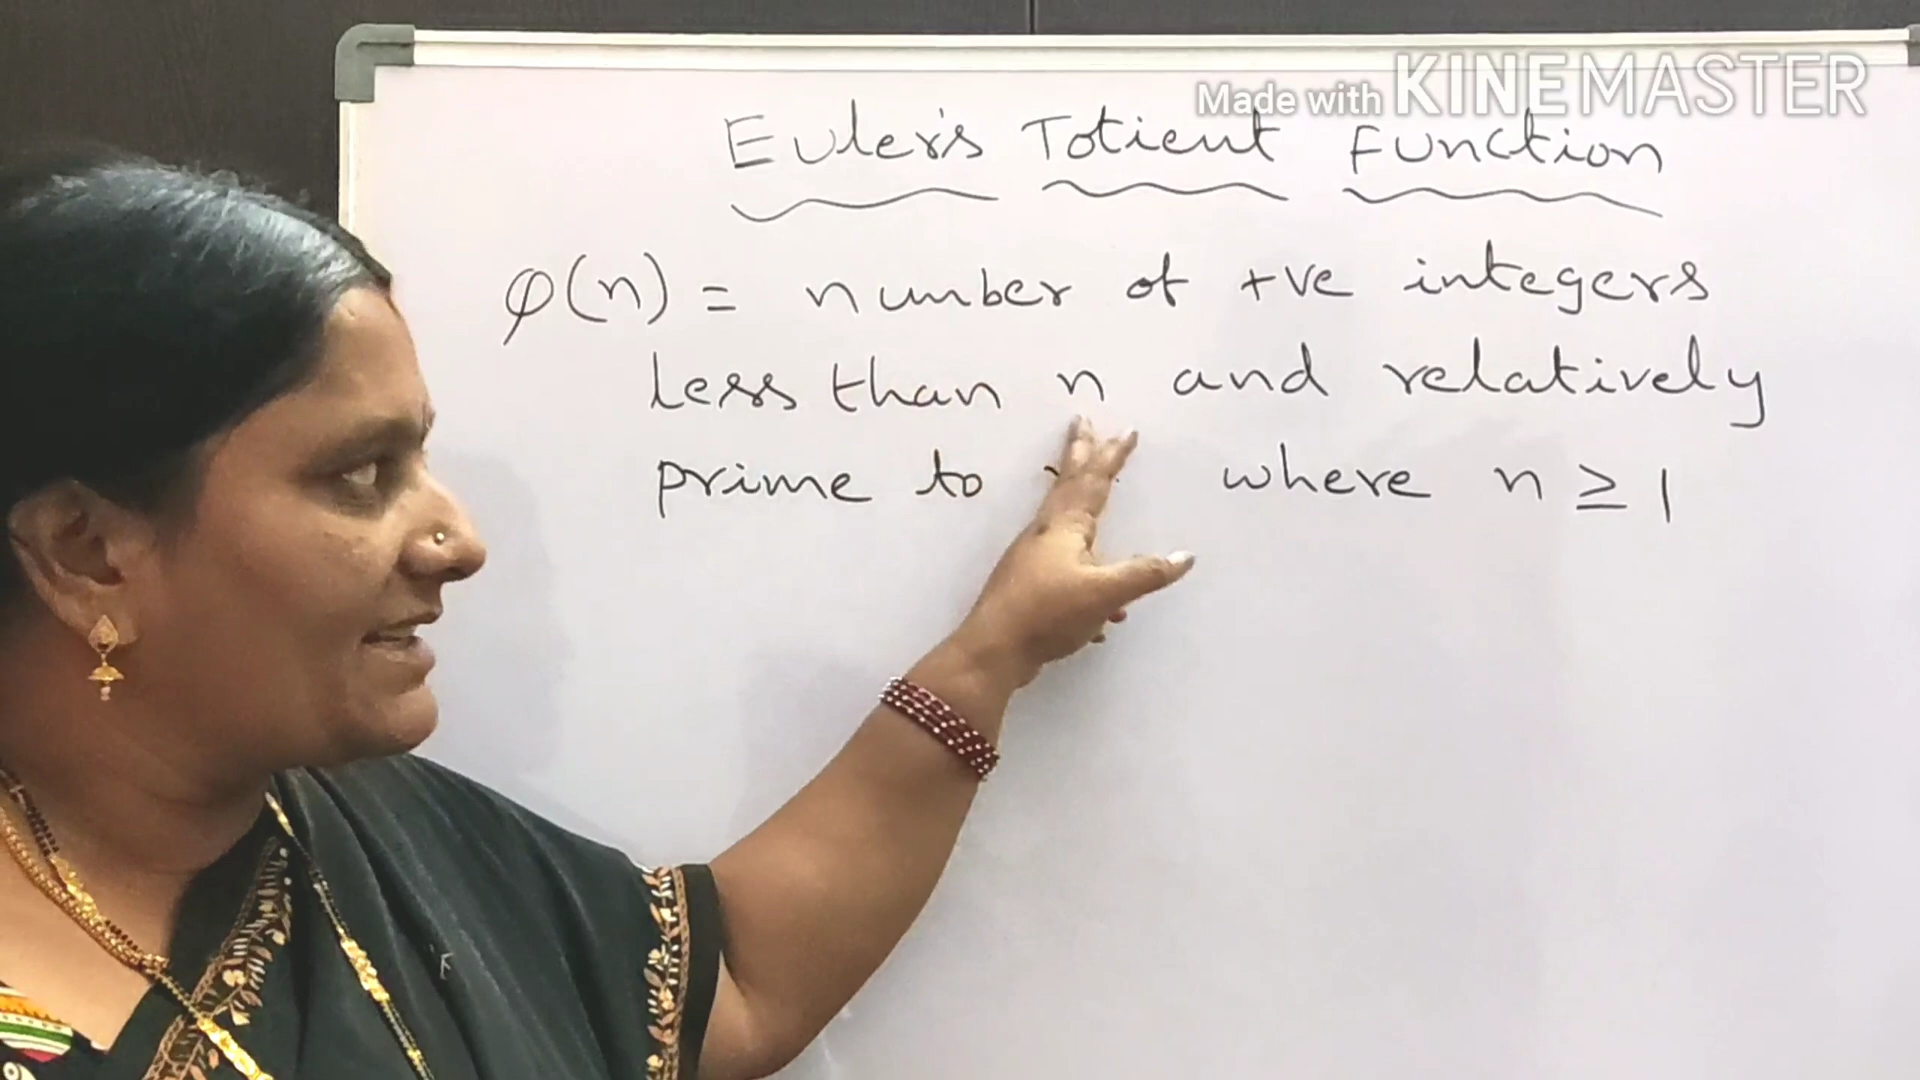 Made with KINEMASTER
Euler's Totient Function
φ(n) = number of +ve integers
less than n and relatively
prime to where n ≥ 1